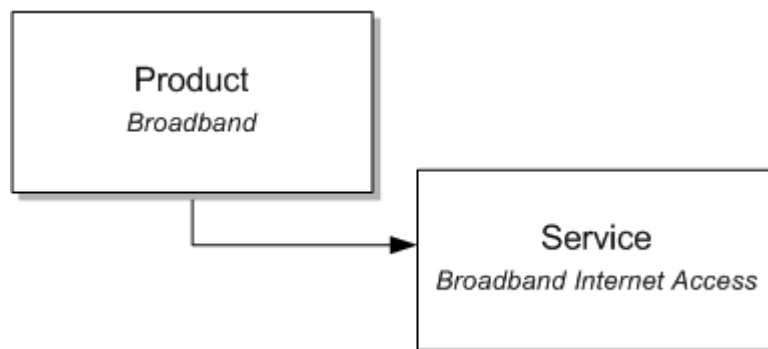 Product
Broadband
Service
Broadband Internet Access